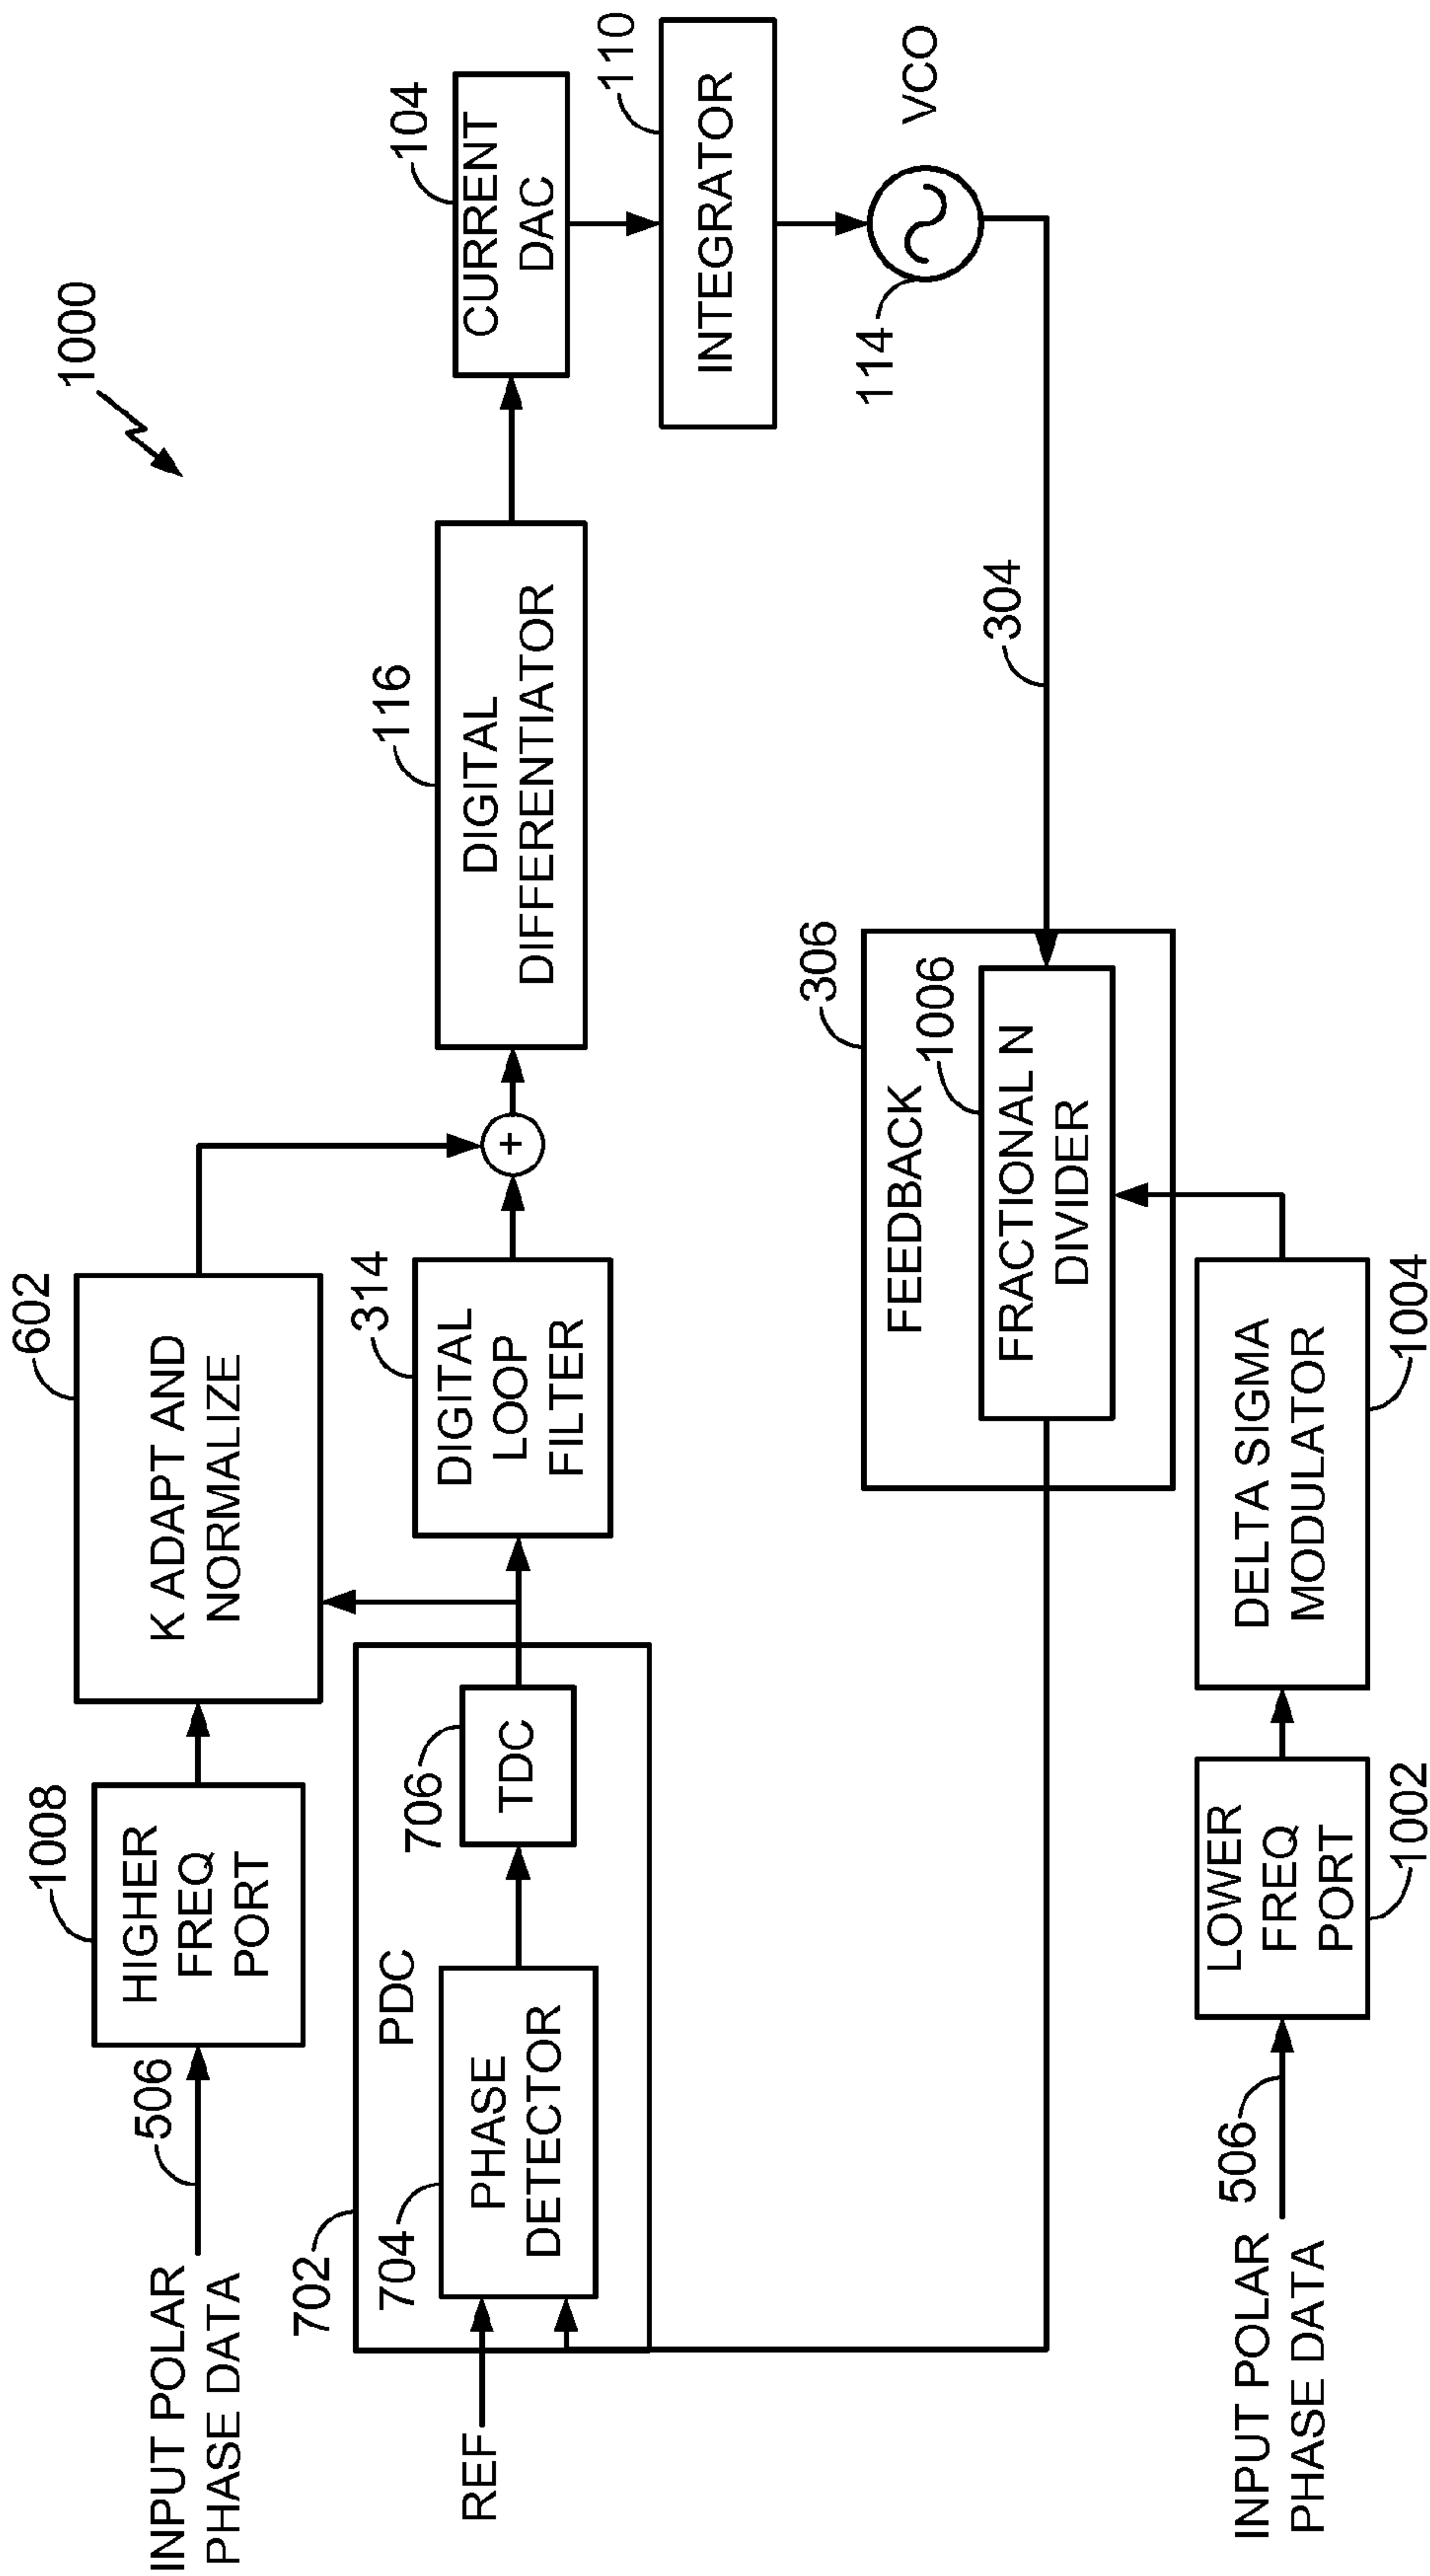 1000
602
K ADAPT AND
NORMALIZE
1008
HIGHER
FREQ
PORT
INPUT POLAR
PHASE DATA
506
702
PDC
704
PHASE
DETECTOR
706
TDC
REF
314
DIGITAL
LOOP
FILTER
+
116
DIGITAL
DIFFERENTIATOR
104
CURRENT
DAC
110
INTEGRATOR
114
VCO
304
306
FEEDBACK
1006
FRACTIONAL N
DIVIDER
INPUT POLAR
PHASE DATA
506
LOWER
FREQ
PORT
1002
DELTA SIGMA
MODULATOR
1004